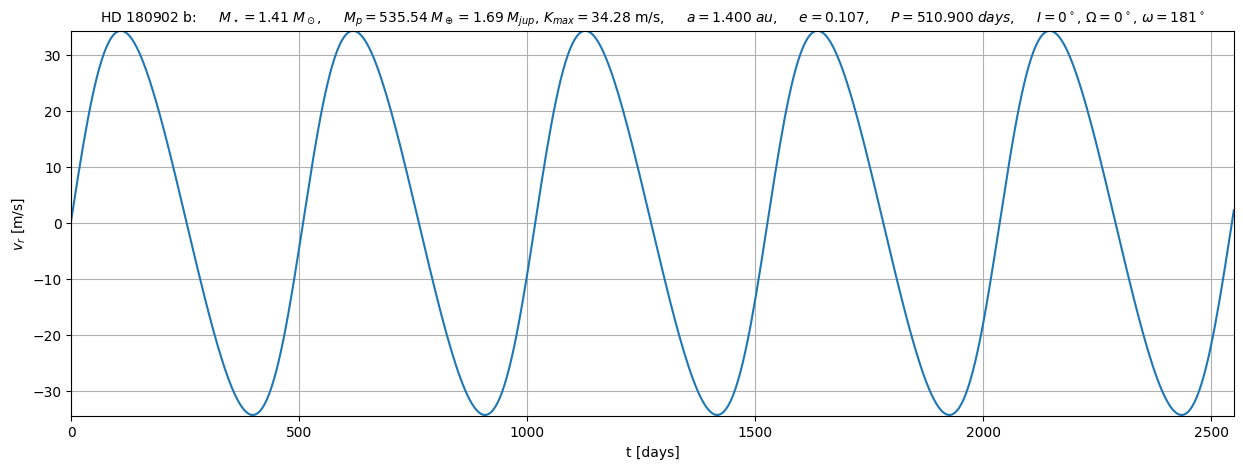 HD 180902 b: M⋆ = 1.41 M⊙, Mp = 535.54 M⊕ = 1.69 Mjup, Kmax = 34.28 m/s, a = 1.400 au, e = 0.107, P = 510.900 days, I = 0°, Ω = 0°, ω = 181°
30
20
10
0
−10
−20
−30
vr [m/s]
0 500 1000 1500 2000 2500
t [days]